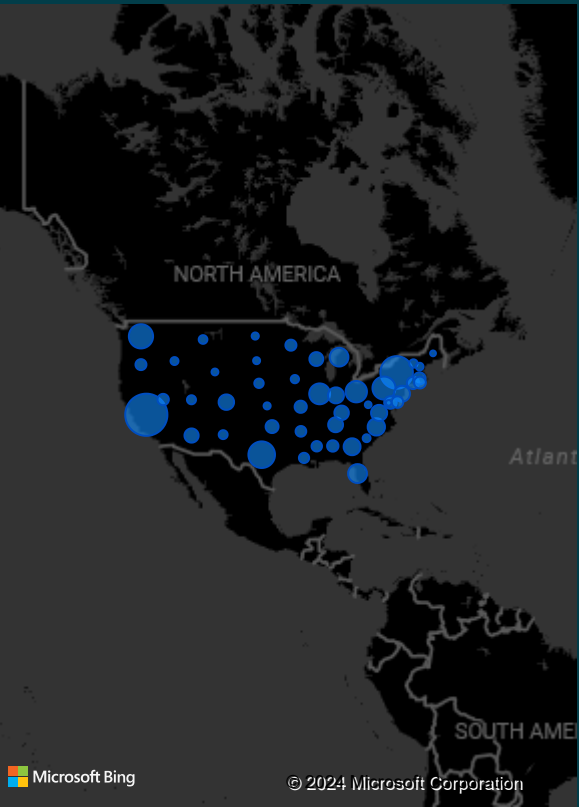 NORTH AMERICA
Atlant
SOUTH AME
Microsoft Bing
© 2024 Microsoft Corporation